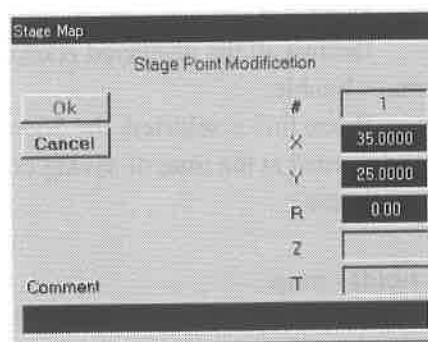 Stage Map
Stage Point Modification
Ok
# 1
Cancel
X 35.0000
Y 25.0000
R 0.00
Z
Comment
T